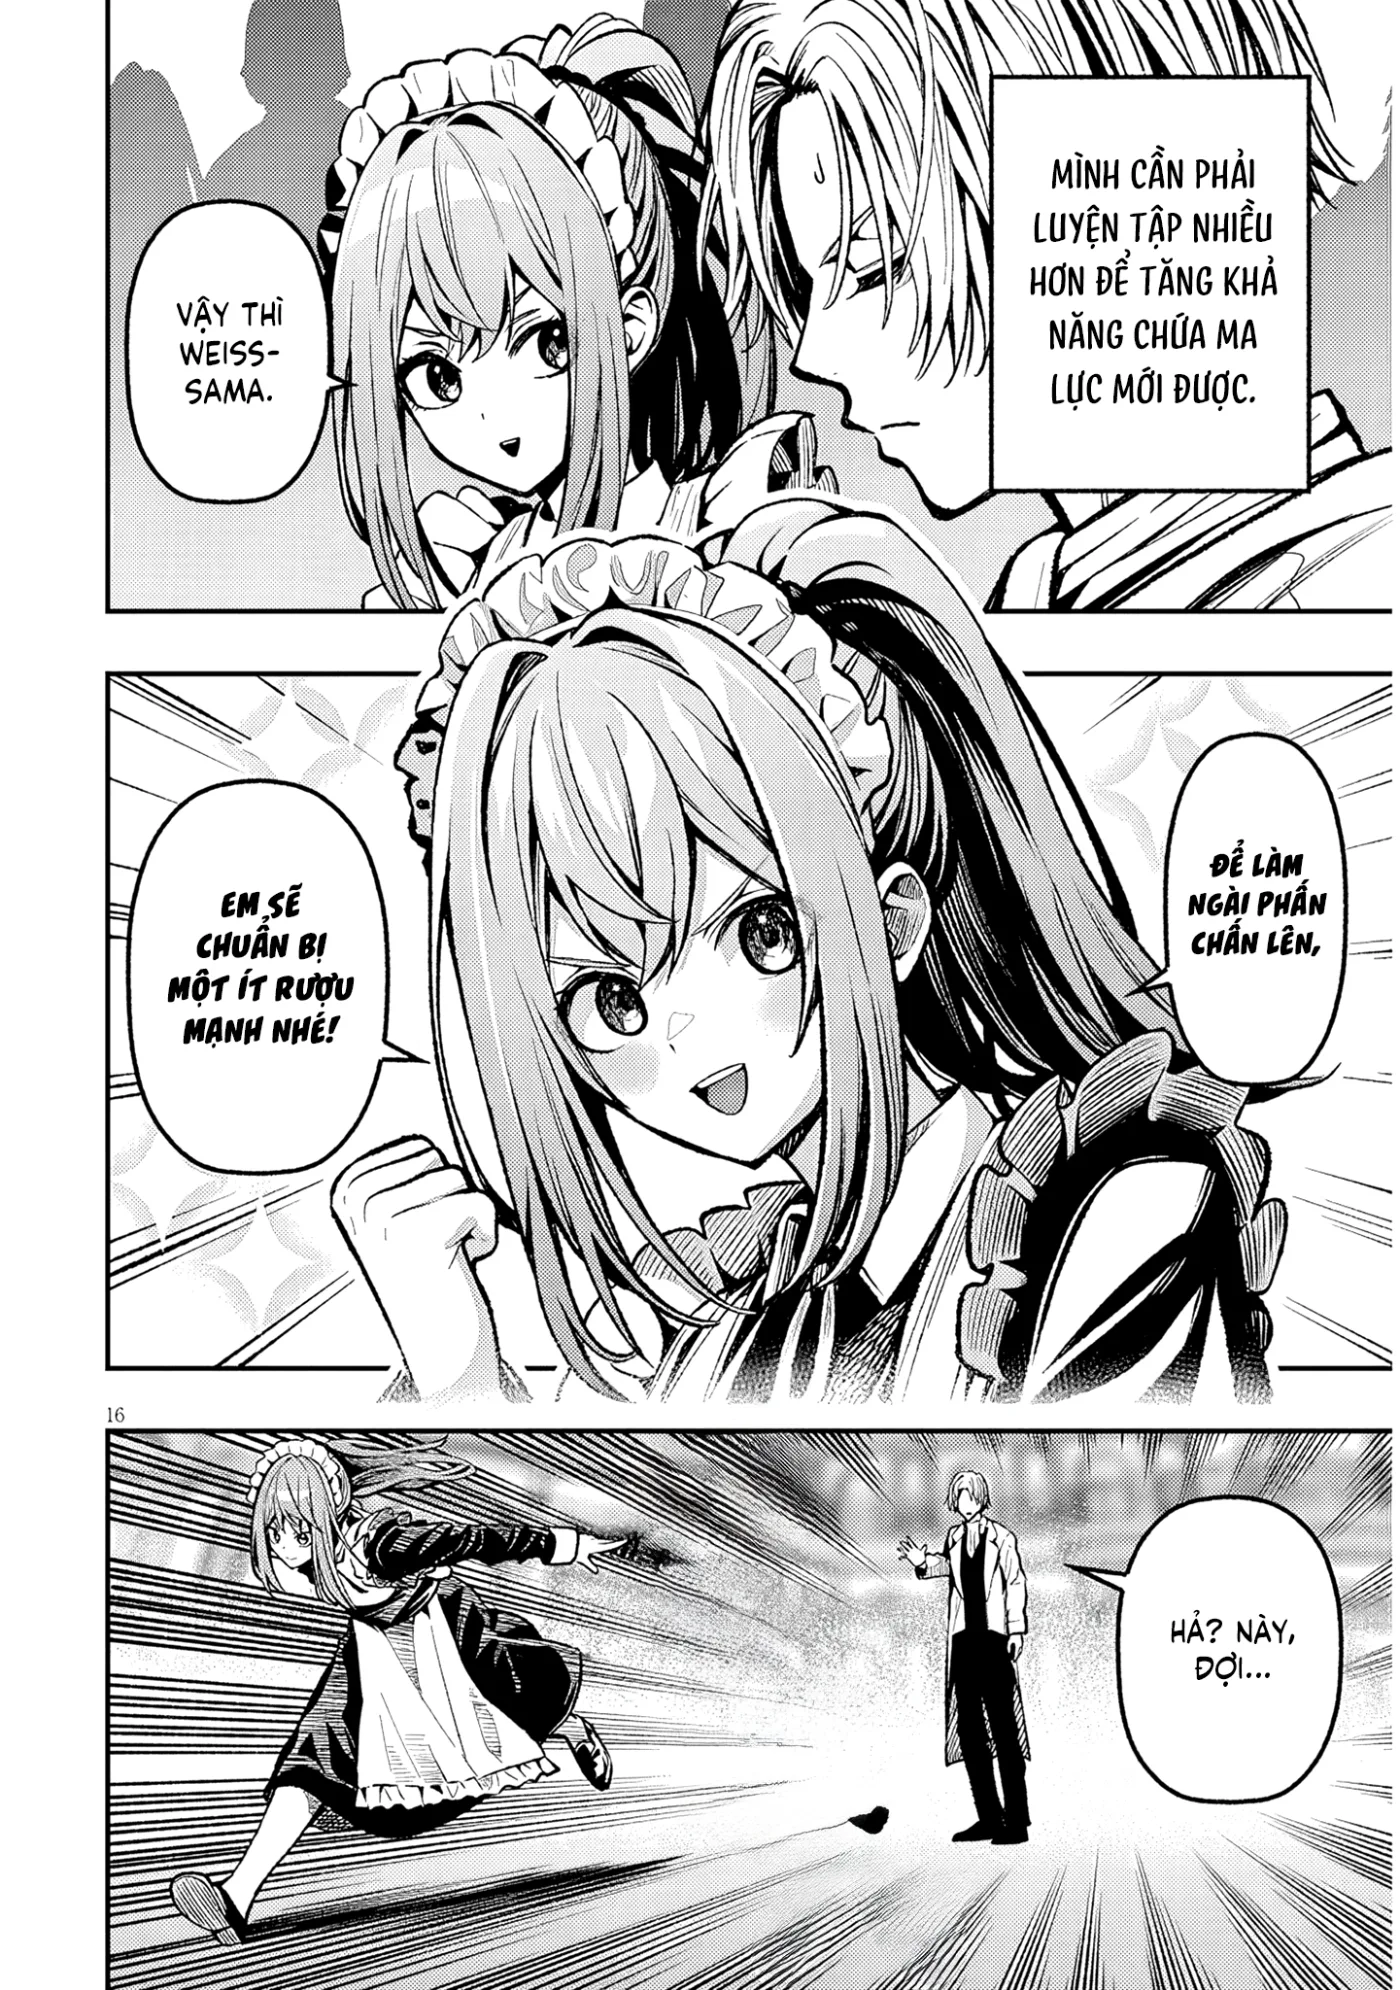 MÌNH CẦN PHẢI
LUYỆN TẬP NHIỀU
HƠN ĐỂ TĂNG KHẢ
NĂNG CHỨA MA
LỰC MỚI ĐƯỢC.
VẬY THÌ
WEISS-
SAMA.
ĐỂ LÀM
NGÀI PHẤN
CHẤN LÊN,
EM SẼ
CHUẨN BỊ
MỘT ÍT RƯỢU
MẠNH NHÉ!
16
HẢ? NÀY,
ĐỢI...